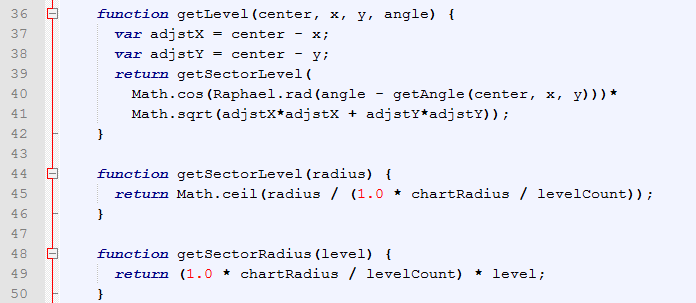 36 function getLevel(center, x, y, angle) {
37 var adjstX = center - x;
38 var adjstY = center - y;
39 return getSectorLevel(
40 Math.cos(Raphael.rad(angle - getAngle(center, x, y)))*
41 Math.sqrt(adjstX*adjstX + adjstY*adjstY));
42 }
43
44 function getSectorLevel(radius) {
45 return Math.ceil(radius / (1.0 * chartRadius / levelCount));
46 }
47
48 function getSectorRadius(level) {
49 return (1.0 * chartRadius / levelCount) * level;
50 }